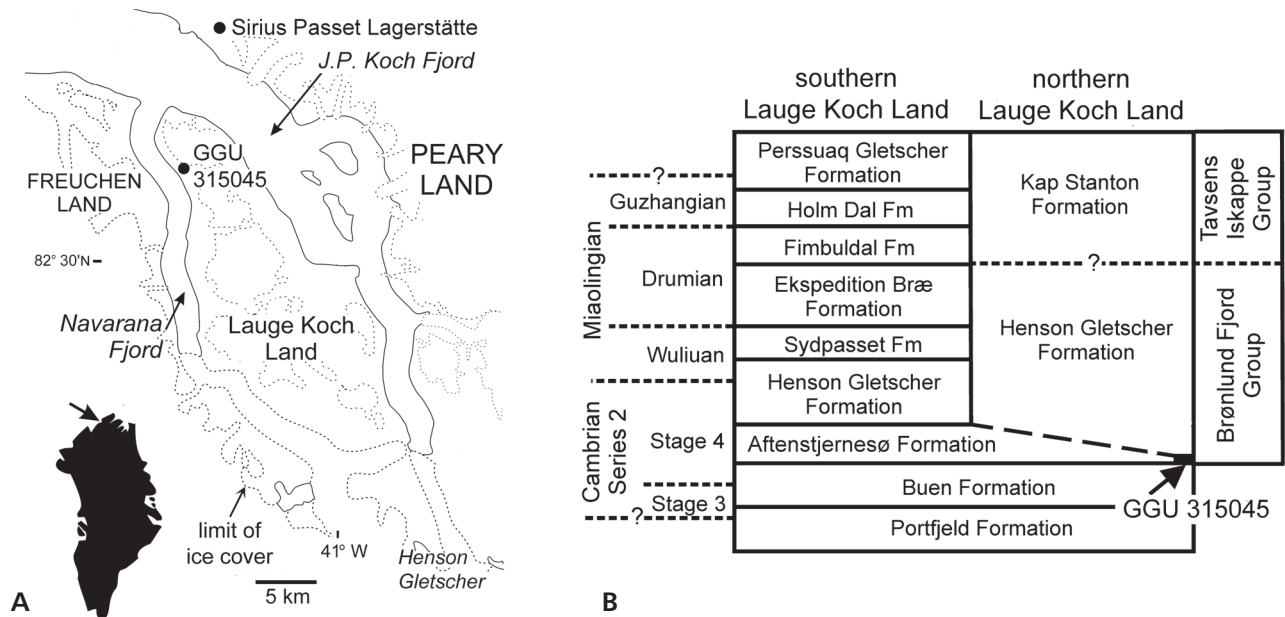 Sirius Passet Lagerstätte
J.P. Koch Fjord
GGU
315045
PEARY
LAND
FREUCHEN
LAND
82° 30'N
Navarana
Fjord
Lauge Koch
Land
limit of
ice cover
41° W
Henson
Gletscher
5 km
A
southern
Lauge Koch Land
northern
Lauge Koch Land
Perssuaq Gletscher
Formation
Kap Stanton
Formation
Tavsens
Iskappe
Group
?
Guzhangian
Holm Dal Fm
Fimbuldal Fm
?
Miaolingian
Drumian
Ekspedition Bræ
Formation
Henson Gletscher
Formation
Brønlund Fjord
Group
Wuliuan
Sydpasset Fm
Henson Gletscher
Formation
Cambrian
Series 2
Stage 4
Aftenstjernesø Formation
Buen Formation
GGU 315045
Stage 3
?
Portfjeld Formation
B